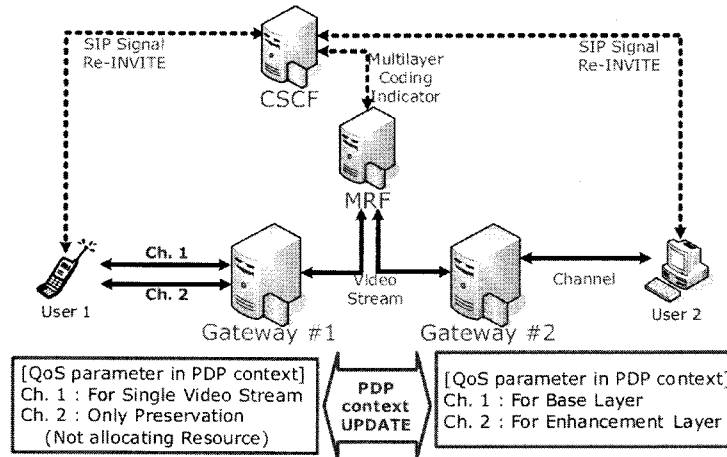 SIP Signal
Re-INVITE
CSCF
Multilayer
Coding
Indicator
SIP Signal
Re-INVITE
MRF
Ch. 1
Ch. 2
User 1
Gateway #1
Video
Stream
Gateway #2
Channel
User 2
[QoS parameter in PDP context]
Ch. 1 : For Single Video Stream
Ch. 2 : Only Preservation
(Not allocating Resource)
PDP
context
UPDATE
[QoS parameter in PDP context]
Ch. 1 : For Base Layer
Ch. 2 : For Enhancement Layer